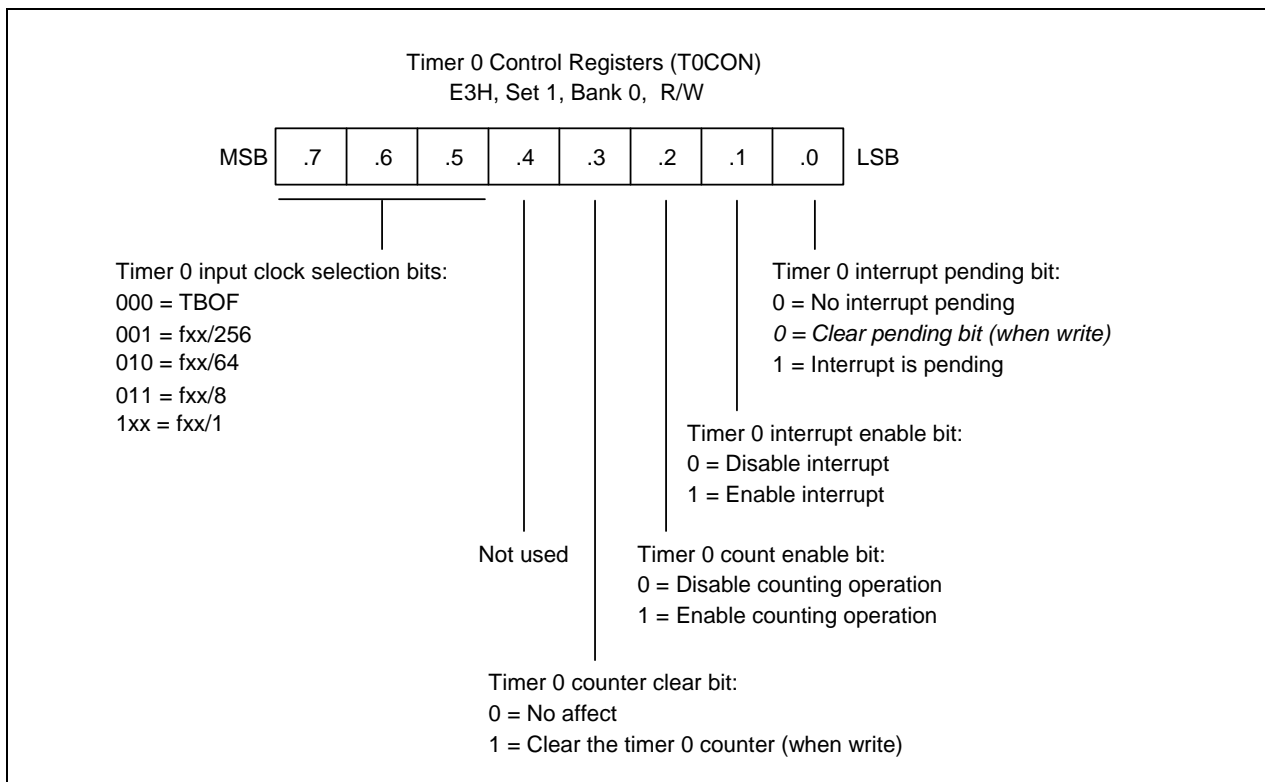 Timer 0 Control Registers (T0CON)
E3H, Set 1, Bank 0, R/W
MSB .7 .6 .5 .4 .3 .2 .1 .0 LSB
Timer 0 input clock selection bits:
000 = TBOF
001 = fxx/256
010 = fxx/64
011 = fxx/8
1xx = fxx/1
Timer 0 interrupt pending bit:
0 = No interrupt pending
0 = Clear pending bit (when write)
1 = Interrupt is pending
Timer 0 interrupt enable bit:
0 = Disable interrupt
1 = Enable interrupt
Not used
Timer 0 count enable bit:
0 = Disable counting operation
1 = Enable counting operation
Timer 0 counter clear bit:
0 = No affect
1 = Clear the timer 0 counter (when write)